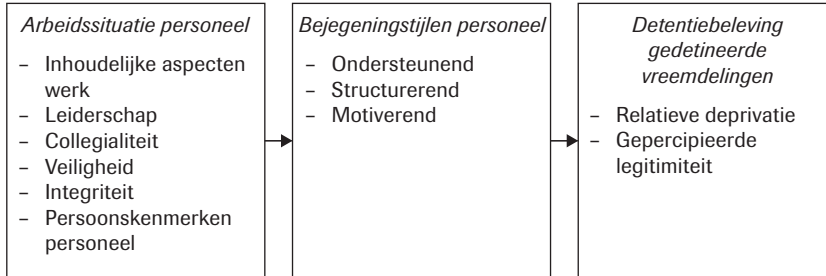 Arbeidssituatie personeel
– Inhoudelijke aspecten
werk
– Leiderschap
– Collegialiteit
– Veiligheid
– Integriteit
– Persoonskenmerken
personeel
Bejegeningstijlen personeel
– Ondersteunend
– Structurerend
– Motiverend
Detentiebeleving
gedetineerde
vreemdelingen
– Relatieve deprivatie
– Gepercipieerde
legitimiteit